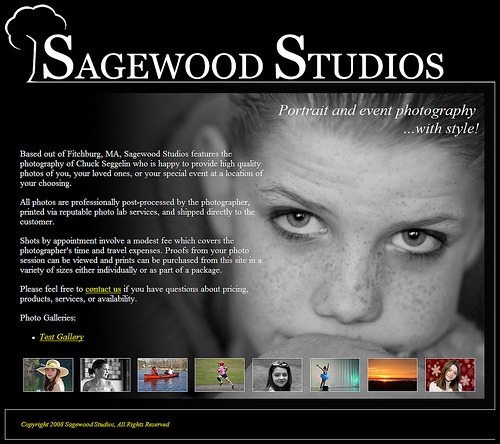 SAGEWOOD STUDIOS
Portrait and event photography
...with style!
Based out of Fitchburg, MA, Sagewood Studios features the
photography of Chuck Seggelin who is happy to provide high quality
photos of you, your loved ones, or your special event at a location of
your choosing.
All photos are professionally post-processed by the photographer,
printed via reputable photo lab services, and shipped directly to the
customer.
Shots by appointment involve a modest fee which covers the
photographer's time and travel expenses. Proofs from your photo
session can be viewed and prints can be purchased from this site in a
variety of sizes either individually or as part of a package.
Please feel free to contact us if you have questions about pricing,
products, services, or availability.
Photo Galleries:
Test Gallery
Copyright 2008 Sagewood Studios, All Rights Reserved